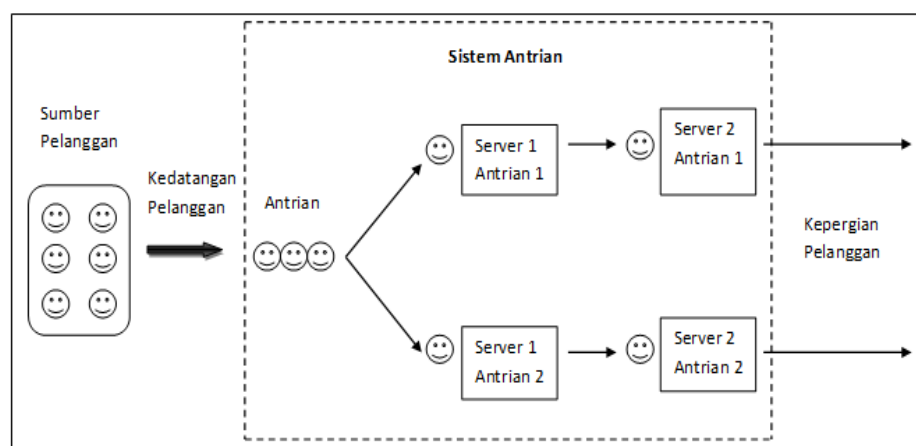 Sistem Antrian
Sumber
Pelanggan
Kedatangan
Pelanggan
Antrian
Server 1
Antrian 1
Server 2
Antrian 1
Kepergian
Pelanggan
Server 1
Antrian 2
Server 2
Antrian 2